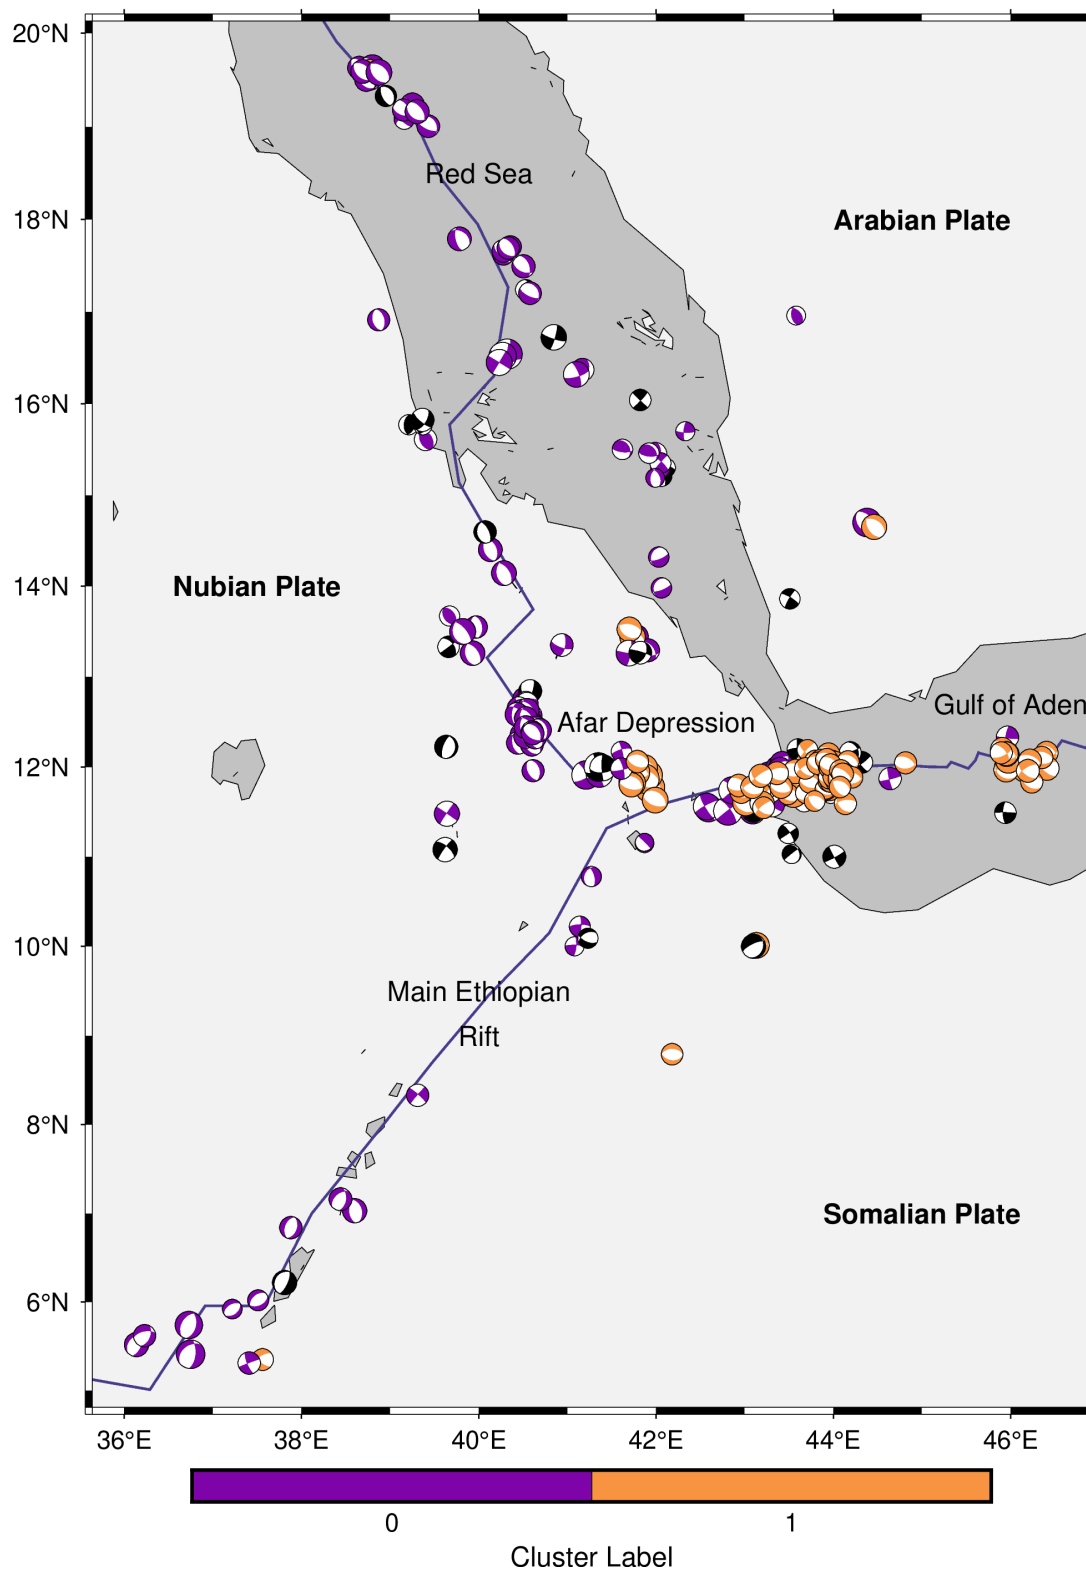 20°N
Red Sea
18°N
Arabian Plate
16°N
14°N
Nubian Plate
Gulf of Aden
Afar Depression
12°N
10°N
Main Ethiopian
Rift
8°N
Somalian Plate
6°N
36°E 38°E 40°E 42°E 44°E 46°E
0 1
Cluster Label